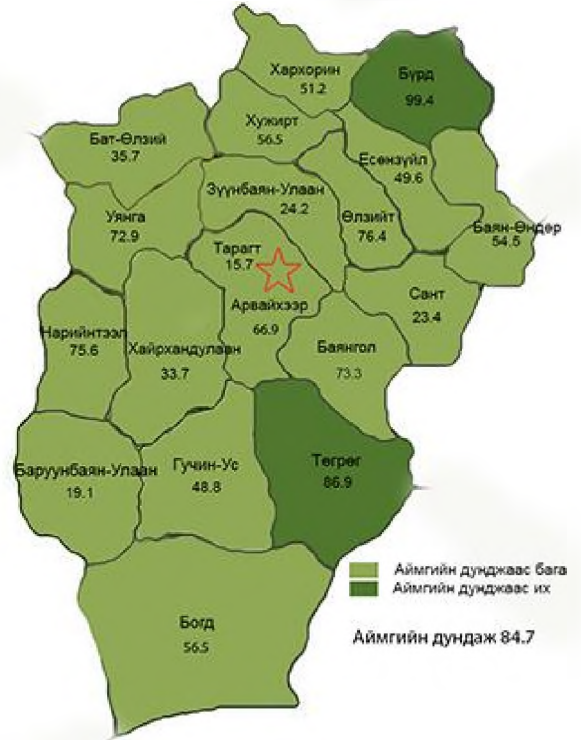 Хархорин
51.2
Бүрд
99.4
Хужирт
56.5
Бат-Өлзий
35.7
Есөнзүйл
49.6
Зүүнбаян-Улаан
24.2
Уянга
72.9
Өлзийт
76.4
Баян-Өндөр
54.5
Тарагт
15.7
Сант
23.4
Арвайхээр
66.9
Нарийнтээл
75.6
Хайрхандулаан
33.7
Баянгол
73.3
Баруунбаян-Улаан
19.1
Гучин-Ус
48.8
Төгрөг
86.9
Богд
56.5
Аймгийн дунджаас бага
Аймгийн дунджаас их
Аймгийн дундаж 84.7